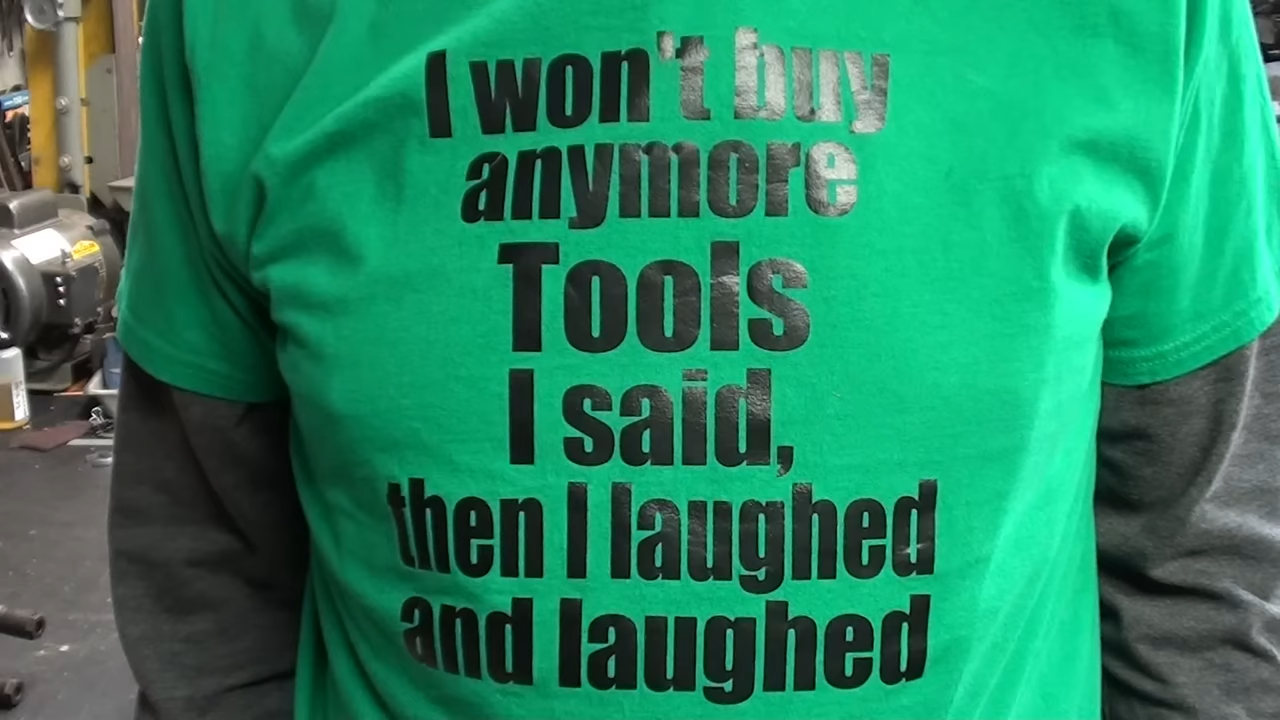 I won't buy
anymore
Tools
I said,
then I laughed
and laughed